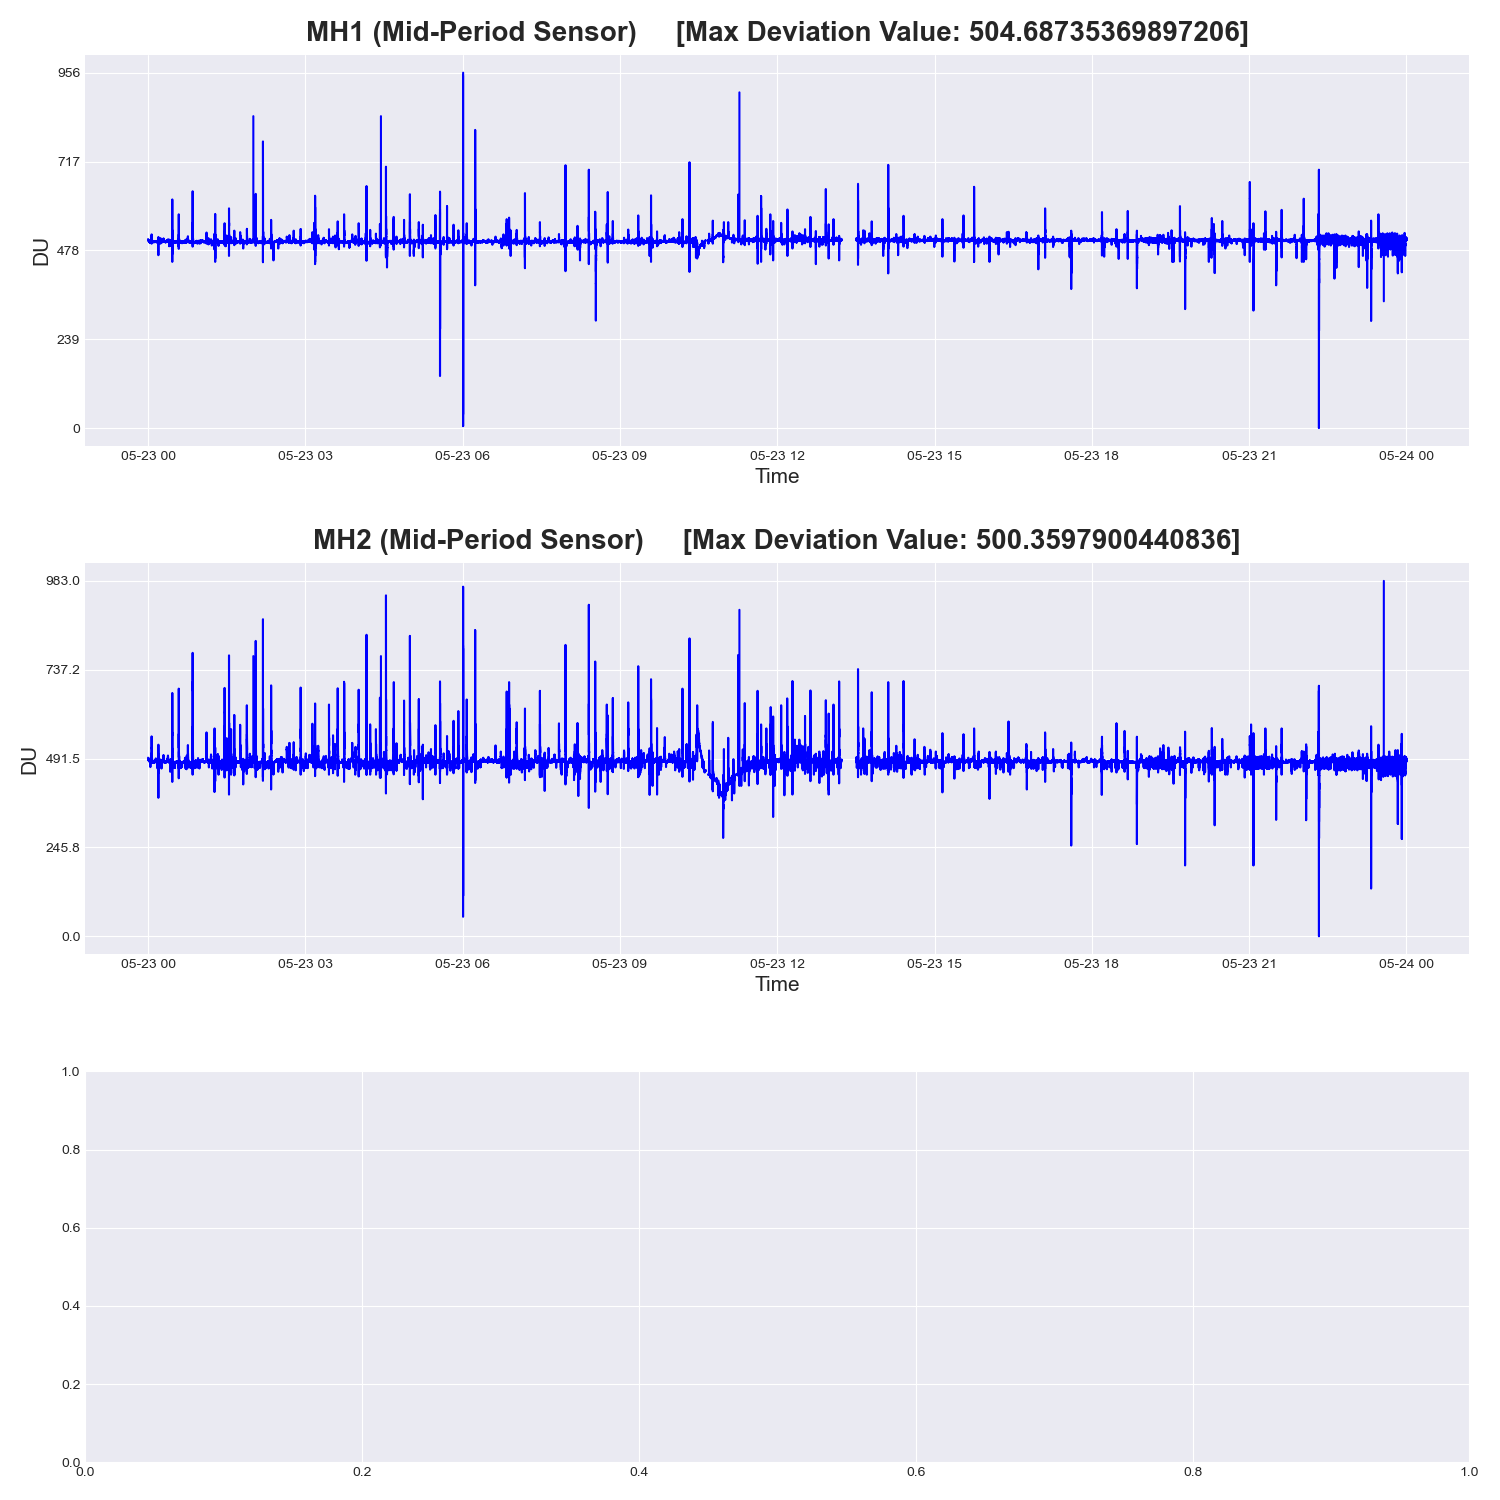 MH1 (Mid-Period Sensor) [Max Deviation Value: 504.68735369897206]
956
717
478
239
0
DU
05-23 00 05-23 03 05-23 06 05-23 09 05-23 12 05-23 15 05-23 18 05-23 21 05-24 00
Time
MH2 (Mid-Period Sensor) [Max Deviation Value: 500.3597900440836]
983.0
737.2
491.5
245.8
0.0
DU
05-23 00 05-23 03 05-23 06 05-23 09 05-23 12 05-23 15 05-23 18 05-23 21 05-24 00
Time
1.0
0.8
0.6
0.4
0.2
0.0
0.0 0.2 0.4 0.6 0.8 1.0